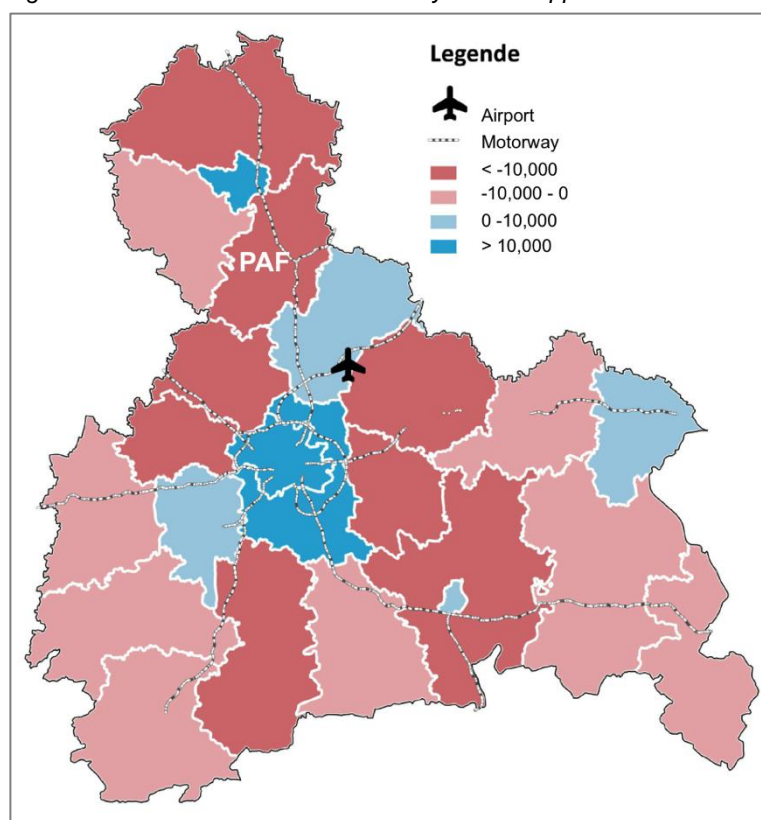 Legende
Airport
Motorway
< -10,000
-10,000 - 0
0 -10,000
> 10,000
PAF